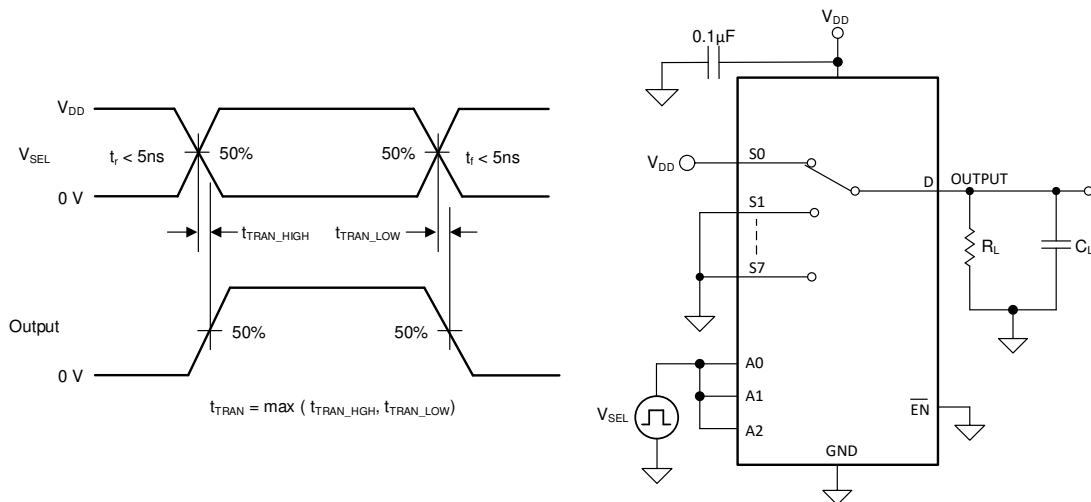 V_DD
V_SEL
0 V
t_r < 5ns
50%
50%
t_f < 5ns
t_TRAN_HIGH
t_TRAN_LOW
Output
0 V
50%
50%
t_TRAN = max ( t_TRAN_HGH, t_TRAN_LOW)
V_DD
0.1µF
V_DD
S0
S1
S7
D
OUTPUT
R_L
C_L
A0
A1
A2
V_SEL
EN
GND